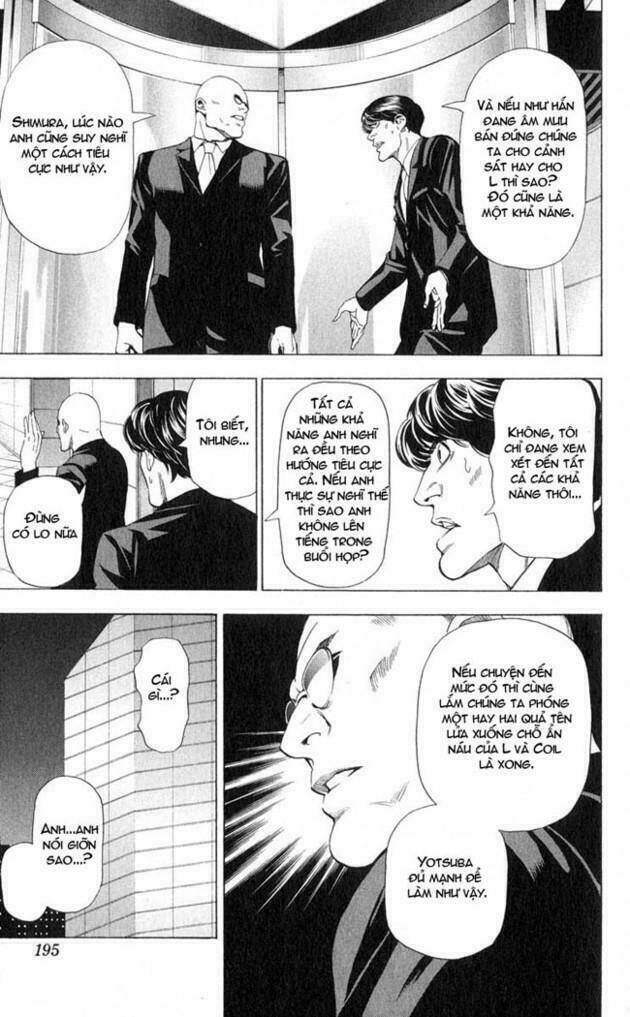 VÀ NẾU NHƯ HẮN
ĐANG ÂM MƯU
BÁN ĐỨNG CHÚNG
TA CHO CẢNH
SÁT HAY CHO
L THÌ SAO?
ĐÓ CŨNG LÀ
MỘT KHẢ NĂNG.
SHIMURA, LÚC NÀO
ANH CŨNG SUY NGHĨ
MỘT CÁCH TIÊU
CỰC NHƯ VẬY.
KHÔNG, TÔI
CHỈ ĐANG XEM
XÉT ĐẾN TẤT
CẢ CÁC KHẢ
NĂNG THÔI...
TẤT CẢ
NHỮNG KHẢ
NĂNG ANH NGHĨ
RA ĐỀU THEO
HƯỚNG TIÊU CỰC
CẢ. NẾU ANH
THỰC SỰ NGHĨ THẾ
THÌ SAO ANH
KHÔNG LÊN
TIẾNG TRONG
BUỔI HỌP?
TÔI BIẾT,
NHƯNG...
ĐỪNG
CÓ LO NỮA
NẾU CHUYỆN ĐẾN
MỨC ĐÓ THÌ CÙNG
LẮM CHÚNG TA PHÓNG
MỘT HAY HAI QUẢ TÊN
LỬA XUỐNG CHỖ ẨN
NẤU CỦA L VÀ COIL
LÀ XONG.
YOTSUBA
ĐỦ MẠNH ĐỂ
LÀM NHƯ VẬY.
CÁI
GÌ...?
ANH...ANH
NÓI GIỠN
SAO...?
195